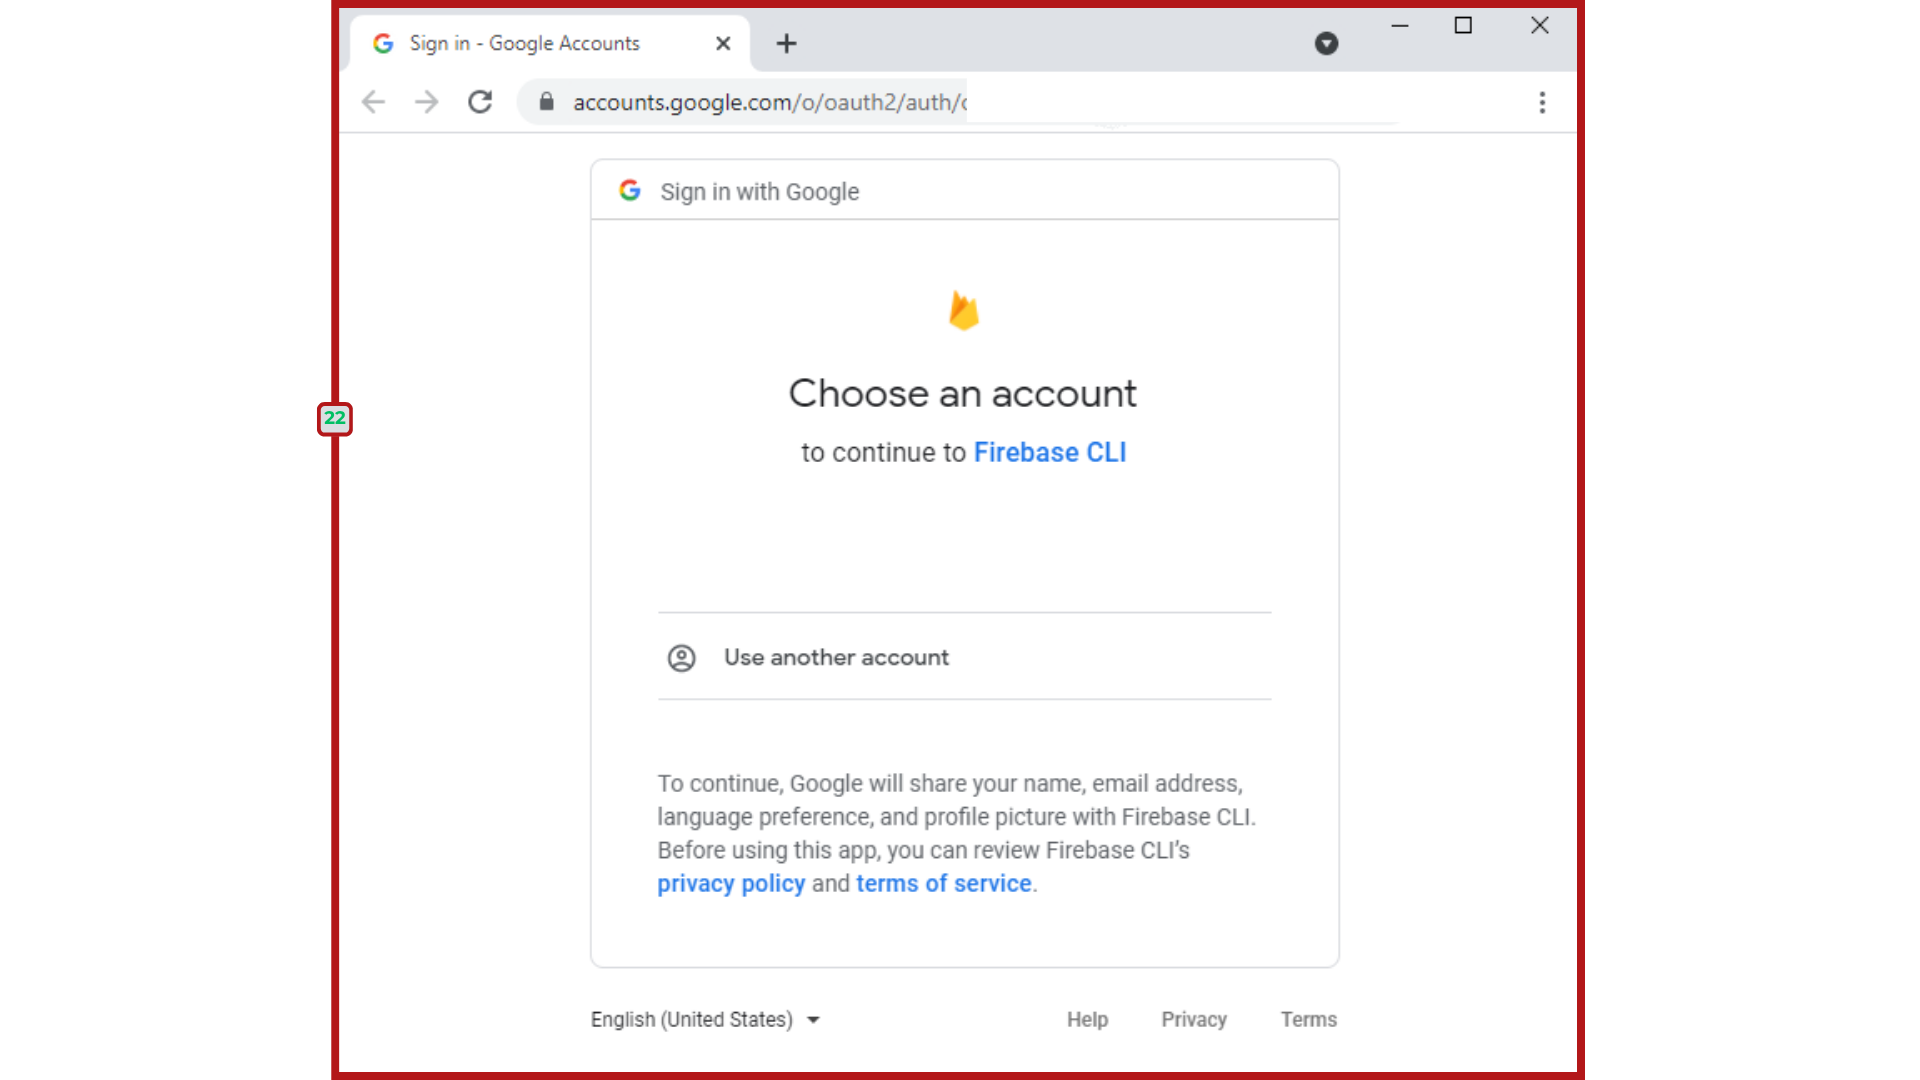 Sign in - Google Accounts
accounts.google.com/o/oauth2/auth/
Sign in with Google
Choose an account
to continue to Firebase CLI
22
Use another account
To continue, Google will share your name, email address,
language preference, and profile picture with Firebase CLI.
Before using this app, you can review Firebase CLI's
privacy policy and terms of service.
English (United States)
Help
Privacy
Terms